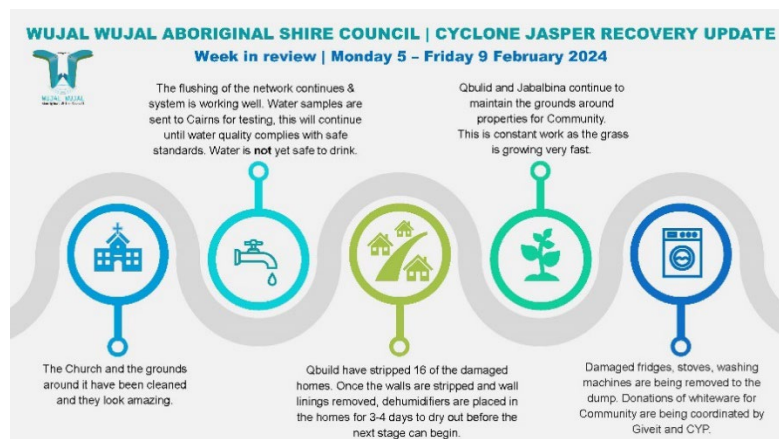 WUJAL WUJAL ABORIGINAL SHIRE COUNCIL | CYCLONE JASPER RECOVERY UPDATE
Week in review | Monday 5 – Friday 9 February 2024
WUJAL WUJAL
The flushing of the network continues &
system is working well. Water samples are
sent to Cairns for testing, this will continue
until water quality complies with safe
standards. Water is not yet safe to drink.
Qbulid and Jabalbina continue to
maintain the grounds around
properties for Community.
This is constant work as the grass
is growing very fast.
The Church and the grounds
around it have been cleaned
and they look amazing.
Qbuild have stripped 16 of the damaged
homes. Once the walls are stripped and wall
linings removed, dehumidifiers are placed in
the homes for 3-4 days to dry out before the
next stage can begin.
Damaged fridges, stoves, washing
machines are being removed to the
dump. Donations of whiteware for
Community are being coordinated by
Giveit and CYP.